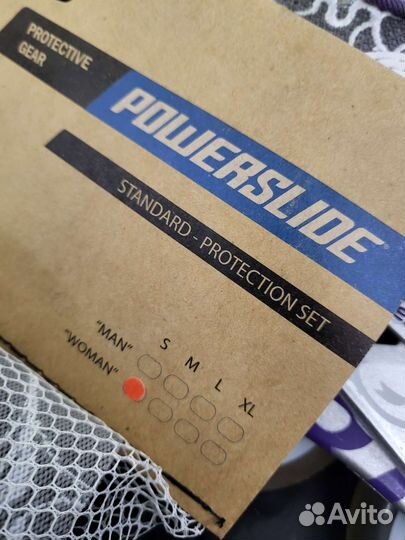 PROTECTIVE
GEAR
POWERSLIDE
STANDARD - PROTECTION SET
S M L XL
"MAN"
"WOMAN"
Avito